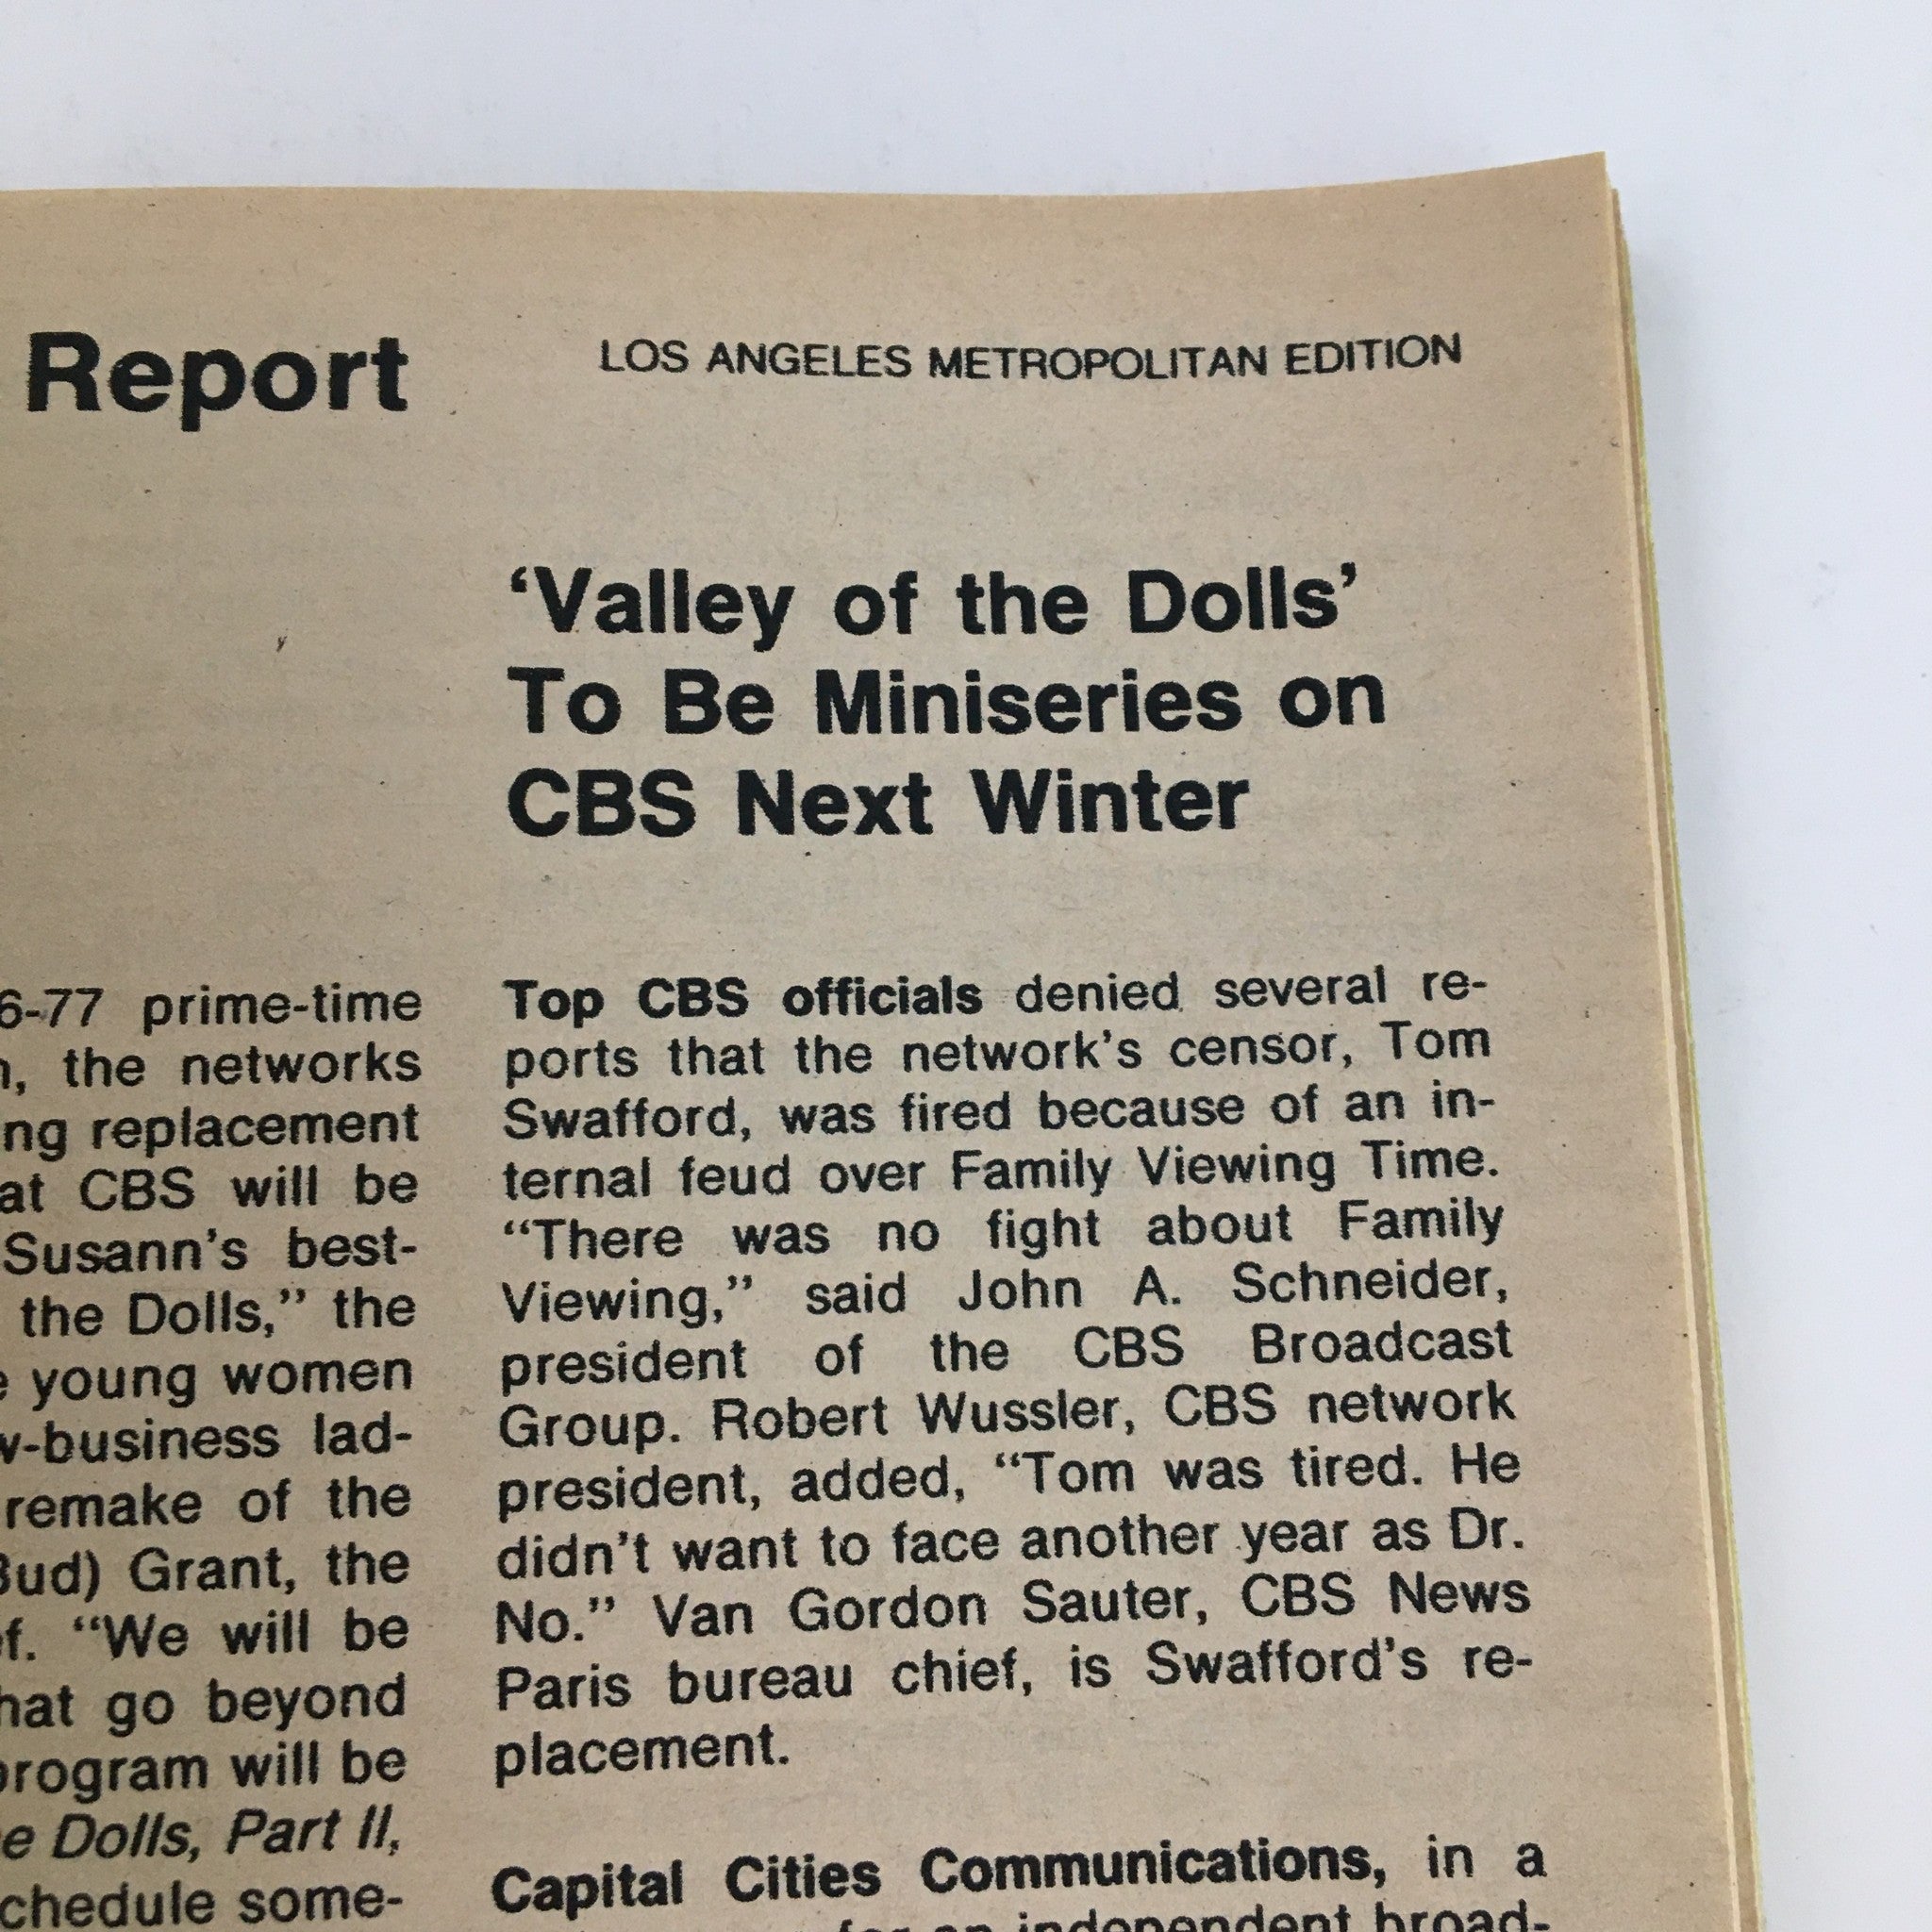 Report
LOS ANGELES METROPOLITAN EDITION
‘Valley of the Dolls’
To Be Miniseries on
CBS Next Winter
6-77 prime-time
, the networks
ng replacement
at CBS will be
Susann’s best-
the Dolls,” the
young women
w-business lad-
remake of the
Bud) Grant, the
f. “We will be
hat go beyond
program will be
e Dolls, Part II,
chedule some-
Top CBS officials denied several re-
ports that the network’s censor, Tom
Swafford, was fired because of an in-
ternal feud over Family Viewing Time.
“There was no fight about Family
Viewing,” said John A. Schneider,
president of the CBS Broadcast
Group. Robert Wussler, CBS network
president, added, “Tom was tired. He
didn’t want to face another year as Dr.
No.” Van Gordon Sauter, CBS News
Paris bureau chief, is Swafford’s re-
placement.
Capital Cities Communications, in a
for an independent broad-